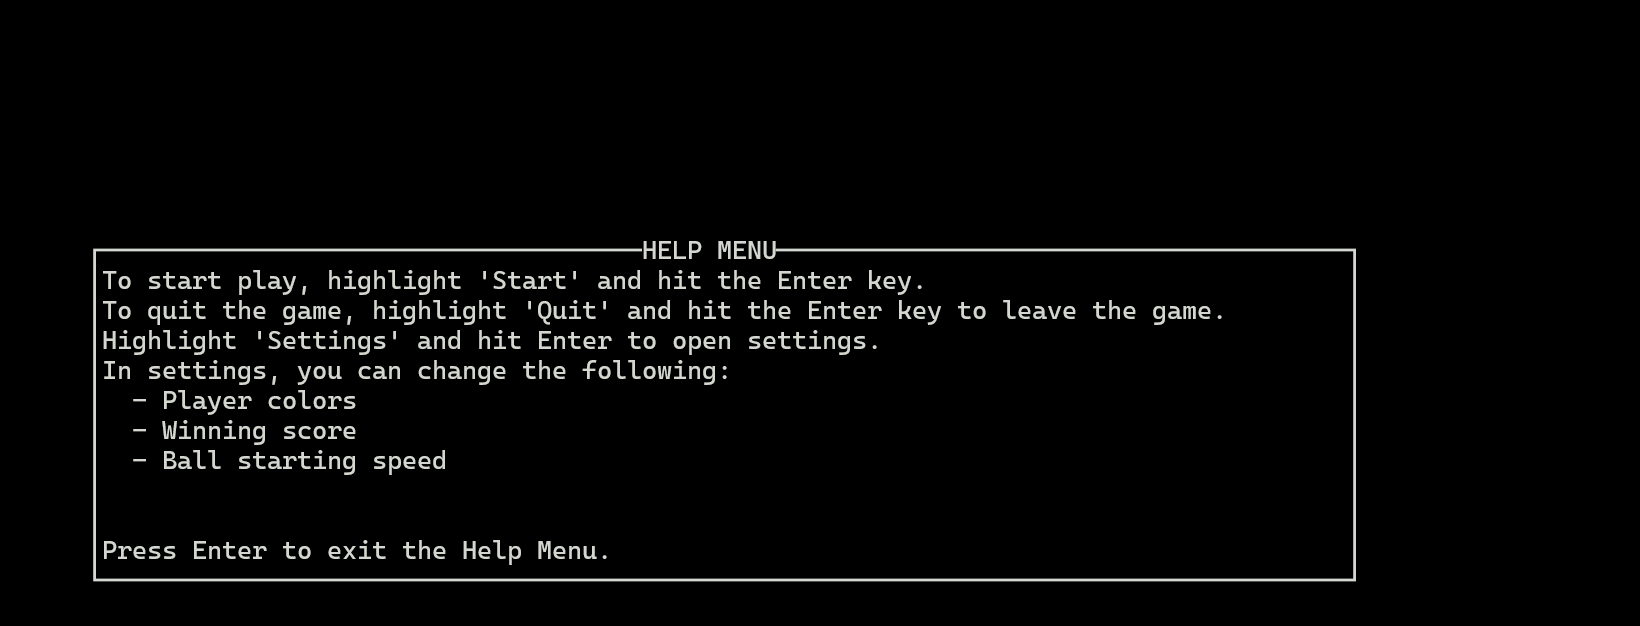 HELP MENU
To start play, highlight 'Start' and hit the Enter key.
To quit the game, highlight 'Quit' and hit the Enter key to leave the game.
Highlight 'Settings' and hit Enter to open settings.
In settings, you can change the following:
  - Player colors
  - Winning score
  - Ball starting speed
Press Enter to exit the Help Menu.